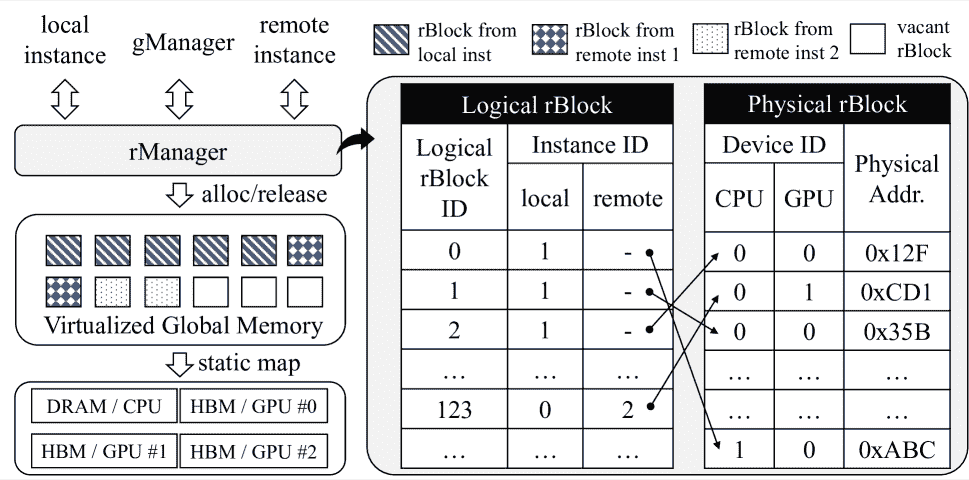 local
instance
gManager
remote
instance
rBlock from
local inst
rBlock from
remote inst 1
rBlock from
remote inst 2
vacant
rBlock
rManager
alloc/release
Virtualized Global Memory
static map
DRAM / CPU
HBM / GPU #0
HBM / GPU #1
HBM / GPU #2
Logical rBlock
Logical
rBlock
ID
Instance ID
local
remote
0 1 -
1 1 -
2 1 -
... ... ...
123 0 2
... ... ...
Physical rBlock
Device ID
CPU
GPU
Physical
Addr.
0 0 0x12F
0 1 0xCD1
0 0 0x35B
... ... ...
... ... ...
1 0 0xABC